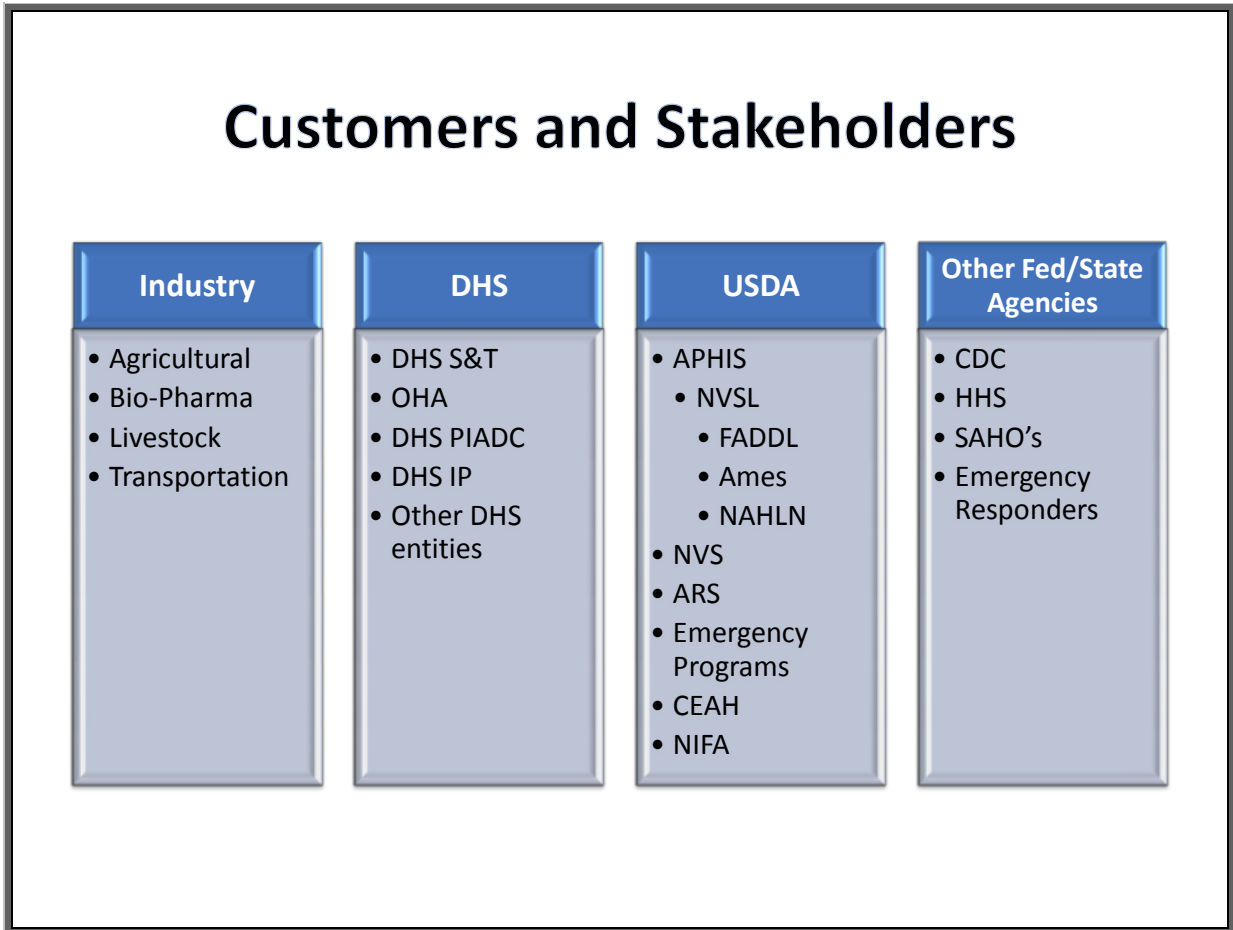 Customers and Stakeholders
Industry
• Agricultural
• Bio-Pharma
• Livestock
• Transportation
DHS
• DHS S&T
• OHA
• DHS PIADC
• DHS IP
• Other DHS
entities
USDA
• APHIS
• NVSL
• FADDL
• Ames
• NAHLN
• NVS
• ARS
• Emergency
Programs
• CEAH
• NIFA
Other Fed/State
Agencies
• CDC
• HHS
• SAHO's
• Emergency
Responders